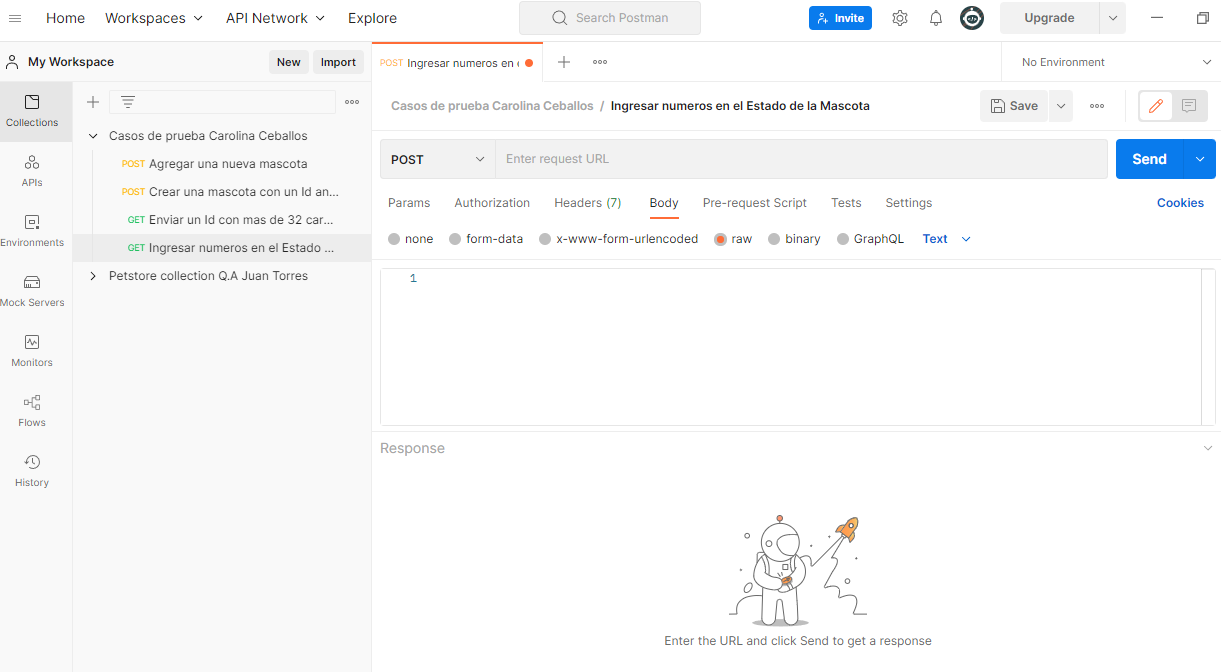 Home Workspaces API Network Explore Search Postman Invite Upgrade
My Workspace New Import
POST Ingresar numeros en e No Environment
Collections
APIs
Environments
Mock Servers
Monitors
Flows
History
Casos de prueba Carolina Ceballos
POST Agregar una nueva mascota
POST Crear una mascota con un Id an...
GET Enviar un Id con mas de 32 car...
GET Ingresar numeros en el Estado ...
Petstore collection Q.A Juan Torres
Casos de prueba Carolina Ceballos / Ingresar numeros en el Estado de la Mascota Save
POST Enter request URL Send
Params Authorization Headers (7) Body Pre-request Script Tests Settings Cookies
none form-data x-www-form-urlencoded raw binary GraphQL Text
1
Response
Enter the URL and click Send to get a response